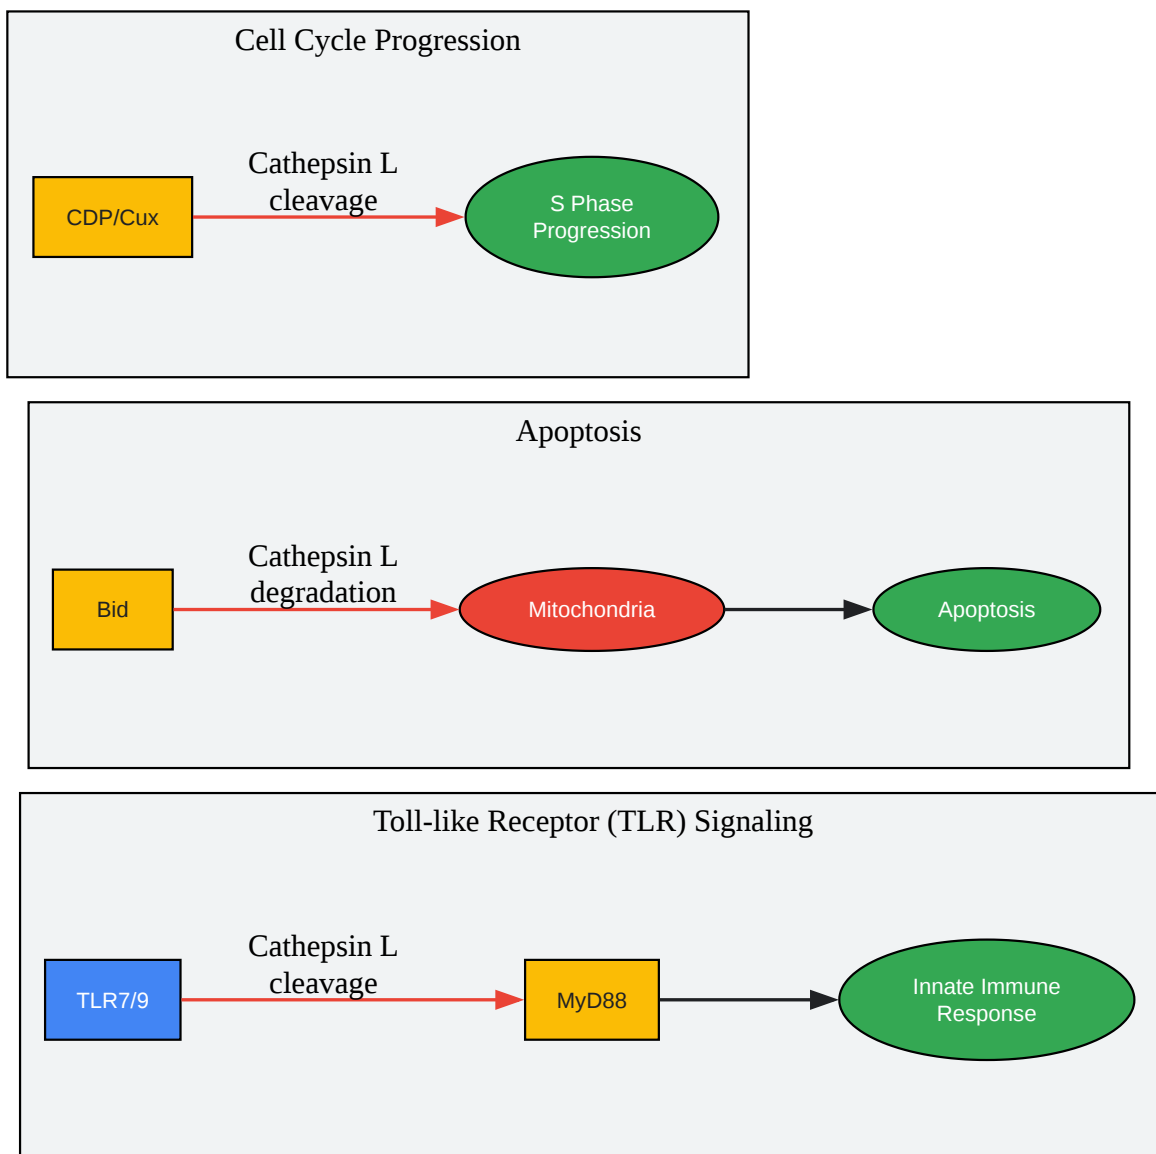 Cell Cycle Progression
Cathepsin L
cleavage
CDP/Cux
S Phase
Progression
Apoptosis
Cathepsin L
degradation
Bid
Mitochondria
Apoptosis
Toll-like Receptor (TLR) Signaling
Cathepsin L
cleavage
TLR7/9
MyD88
Innate Immune
Response